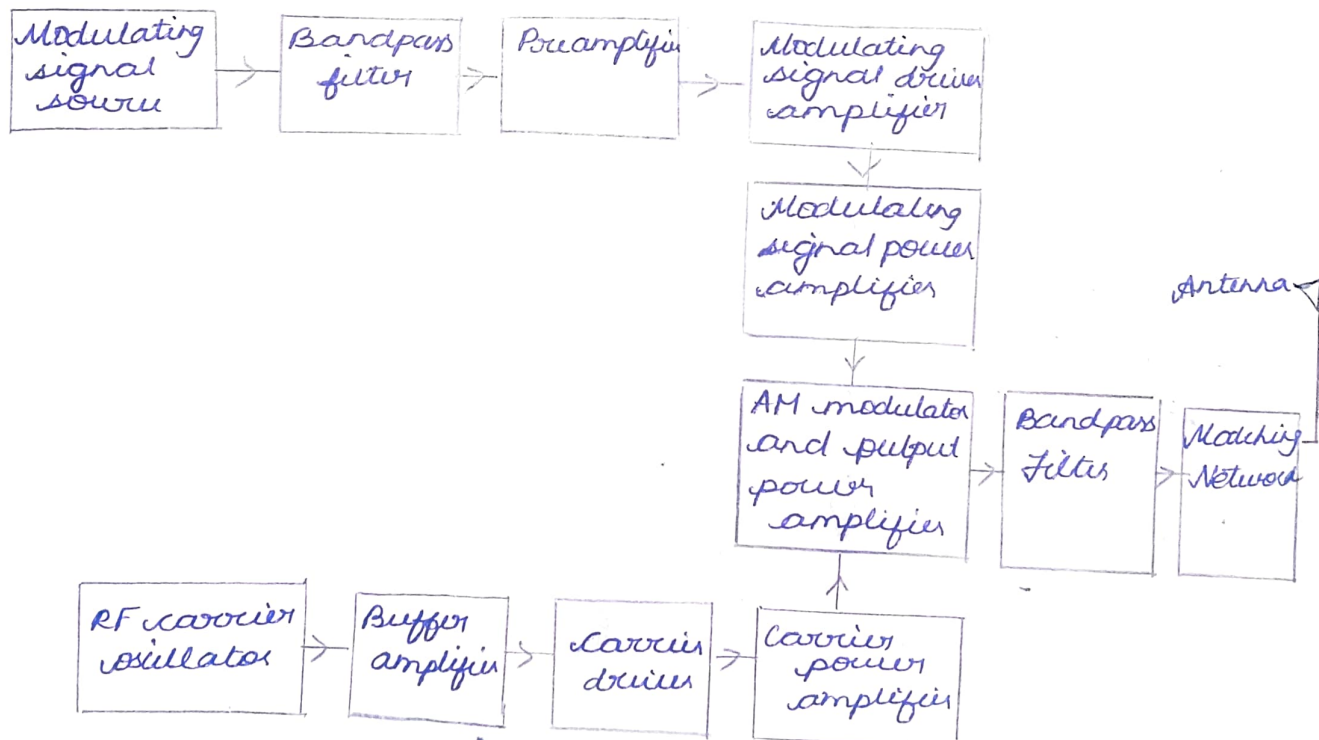 Modulating
signal
source
Bandpass
filter
Preamplifier
Modulating
signal driver
amplifier
Modulating
signal power
amplifier
Antenna
AM modulator
and output
power
amplifier
Bandpass
Filter
Matching
Network
RF carrier
oscillator
Buffer
amplifier
Carrier
driver
Carrier
power
amplifier